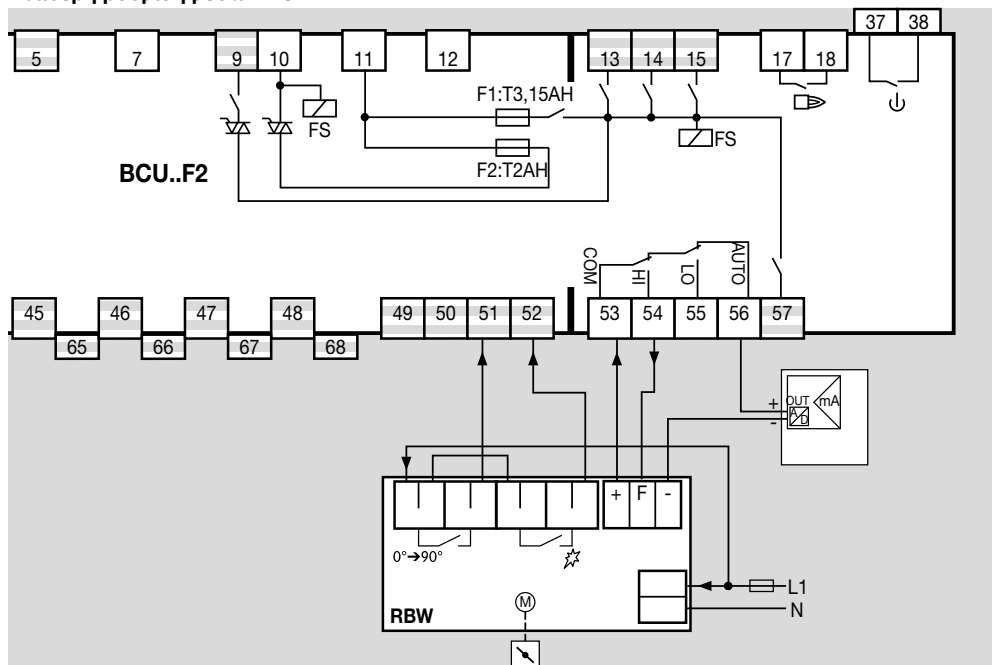 5 7 9 10 11 12 13 14 15 17 18 37 38
F1:T3,15AH
FS
FS
F2:T2AH
BCU..F2
COM HI LO AUTO
45 46 47 48 49 50 51 52 53 54 55 56 57
65 66 67 68
+ OUT mA
A/D
-
+ F -
0°→90°
L1
M
RBW
N